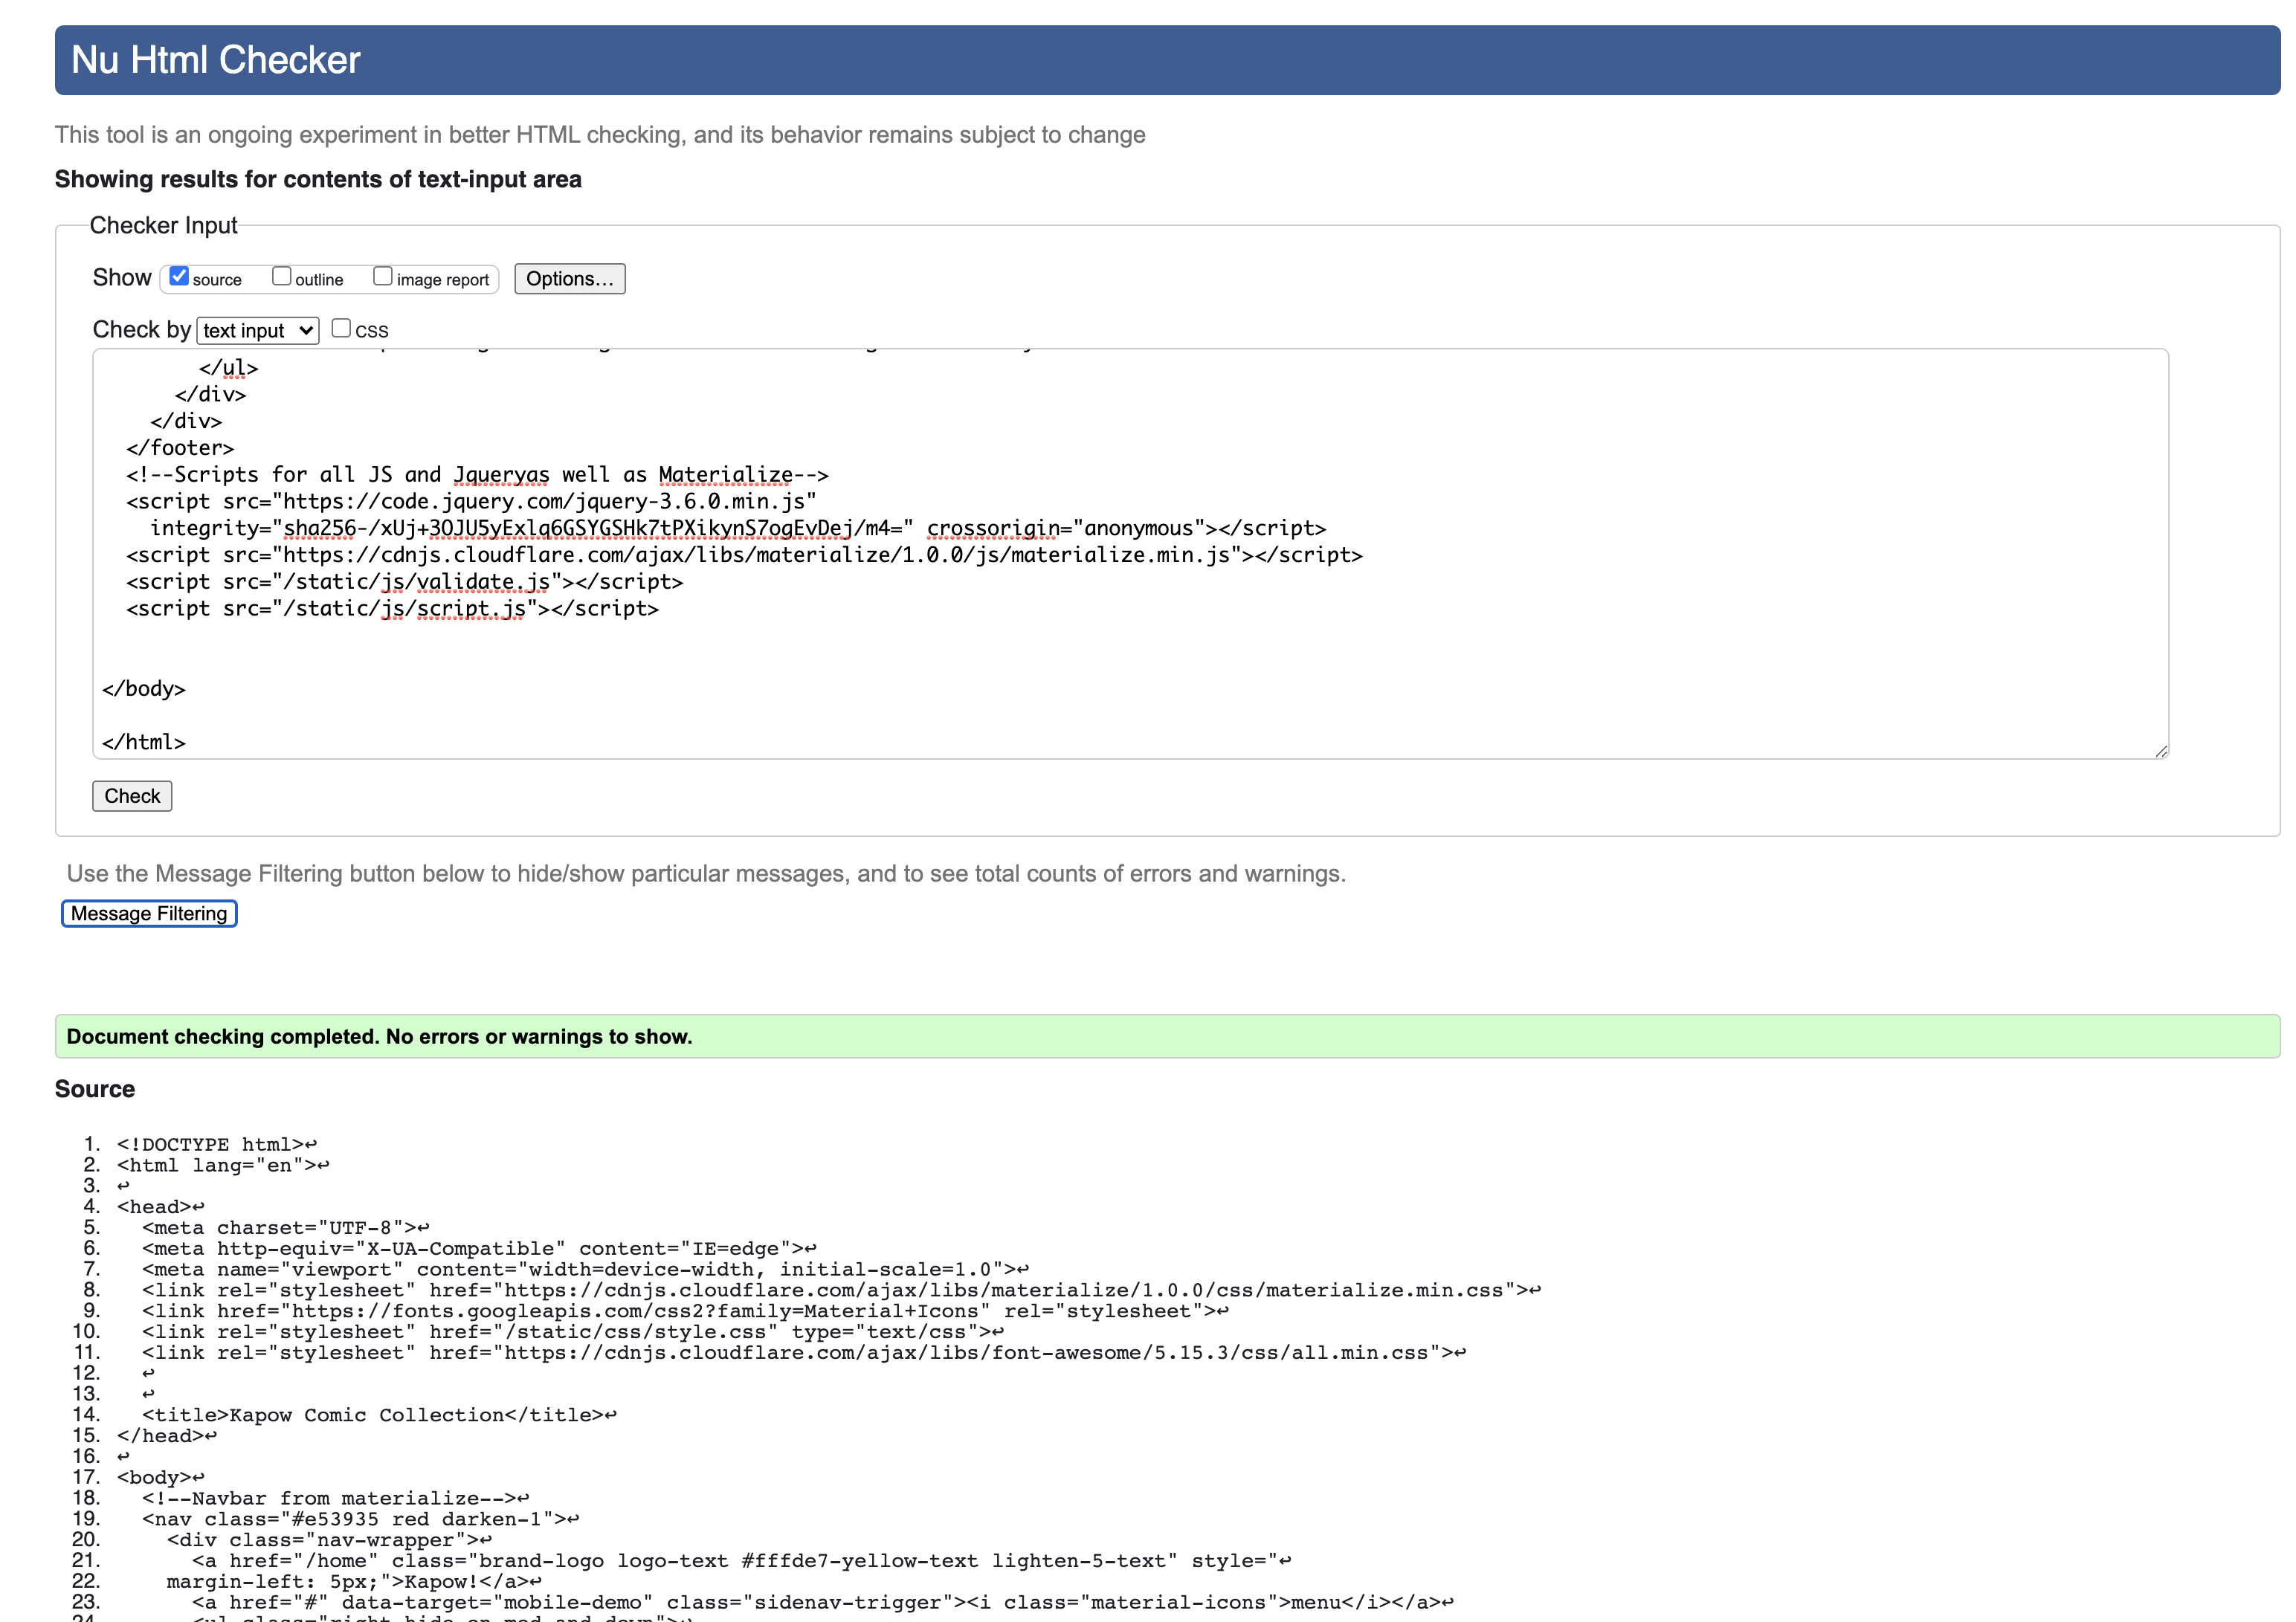 Nu Html Checker
This tool is an ongoing experiment in better HTML checking, and its behavior remains subject to change
Showing results for contents of text-input area
Checker Input
Show source outline image report Options...
Check by text input CSS
</ul>
</div>
</div>
</footer>
<!--Scripts for all JS and Jqueryas well as Materialize-->
<script src="https://code.jquery.com/jquery-3.6.0.min.js"
integrity="sha256-/xUj+3OJU5yExlq6GSYGSHk7tPXikynS7ogEvDej/m4=" crossorigin="anonymous"></script>
<script src="https://cdnjs.cloudflare.com/ajax/libs/materialize/1.0.0/js/materialize.min.js"></script>
<script src="/static/js/validate.js"></script>
<script src="/static/js/script.js"></script>
</body>
</html>
Check
Use the Message Filtering button below to hide/show particular messages, and to see total counts of errors and warnings.
Message Filtering
Document checking completed. No errors or warnings to show.
Source
1. <!DOCTYPE html>↩
2. <html lang="en">↩
3. ↩
4. <head>↩
5. <meta charset="UTF-8">↩
6. <meta http-equiv="X-UA-Compatible" content="IE=edge">↩
7. <meta name="viewport" content="width=device-width, initial-scale=1.0">↩
8. <link rel="stylesheet" href="https://cdnjs.cloudflare.com/ajax/libs/materialize/1.0.0/css/materialize.min.css">↩
9. <link href="https://fonts.googleapis.com/css2?family=Material+Icons" rel="stylesheet">↩
10. <link rel="stylesheet" href="/static/css/style.css" type="text/css">↩
11. <link rel="stylesheet" href="https://cdnjs.cloudflare.com/ajax/libs/font-awesome/5.15.3/css/all.min.css">↩
12. ↩
13. ↩
14. <title>Kapow Comic Collection</title>↩
15. </head>↩
16. ↩
17. <body>↩
18. <!--Navbar from materialize-->↩
19. <nav class="#e53935 red darken-1">↩
20. <div class="nav-wrapper">↩
21. <a href="/home" class="brand-logo logo-text #fffde7-yellow-text lighten-5-text" style="↩
22. margin-left: 5px;">Kapow!</a>↩
23. <a href="#" data-target="mobile-demo" class="sidenav-trigger"><i class="material-icons">menu</i></a>↩
24. <ul class="right hide-on-med-and-down">↩